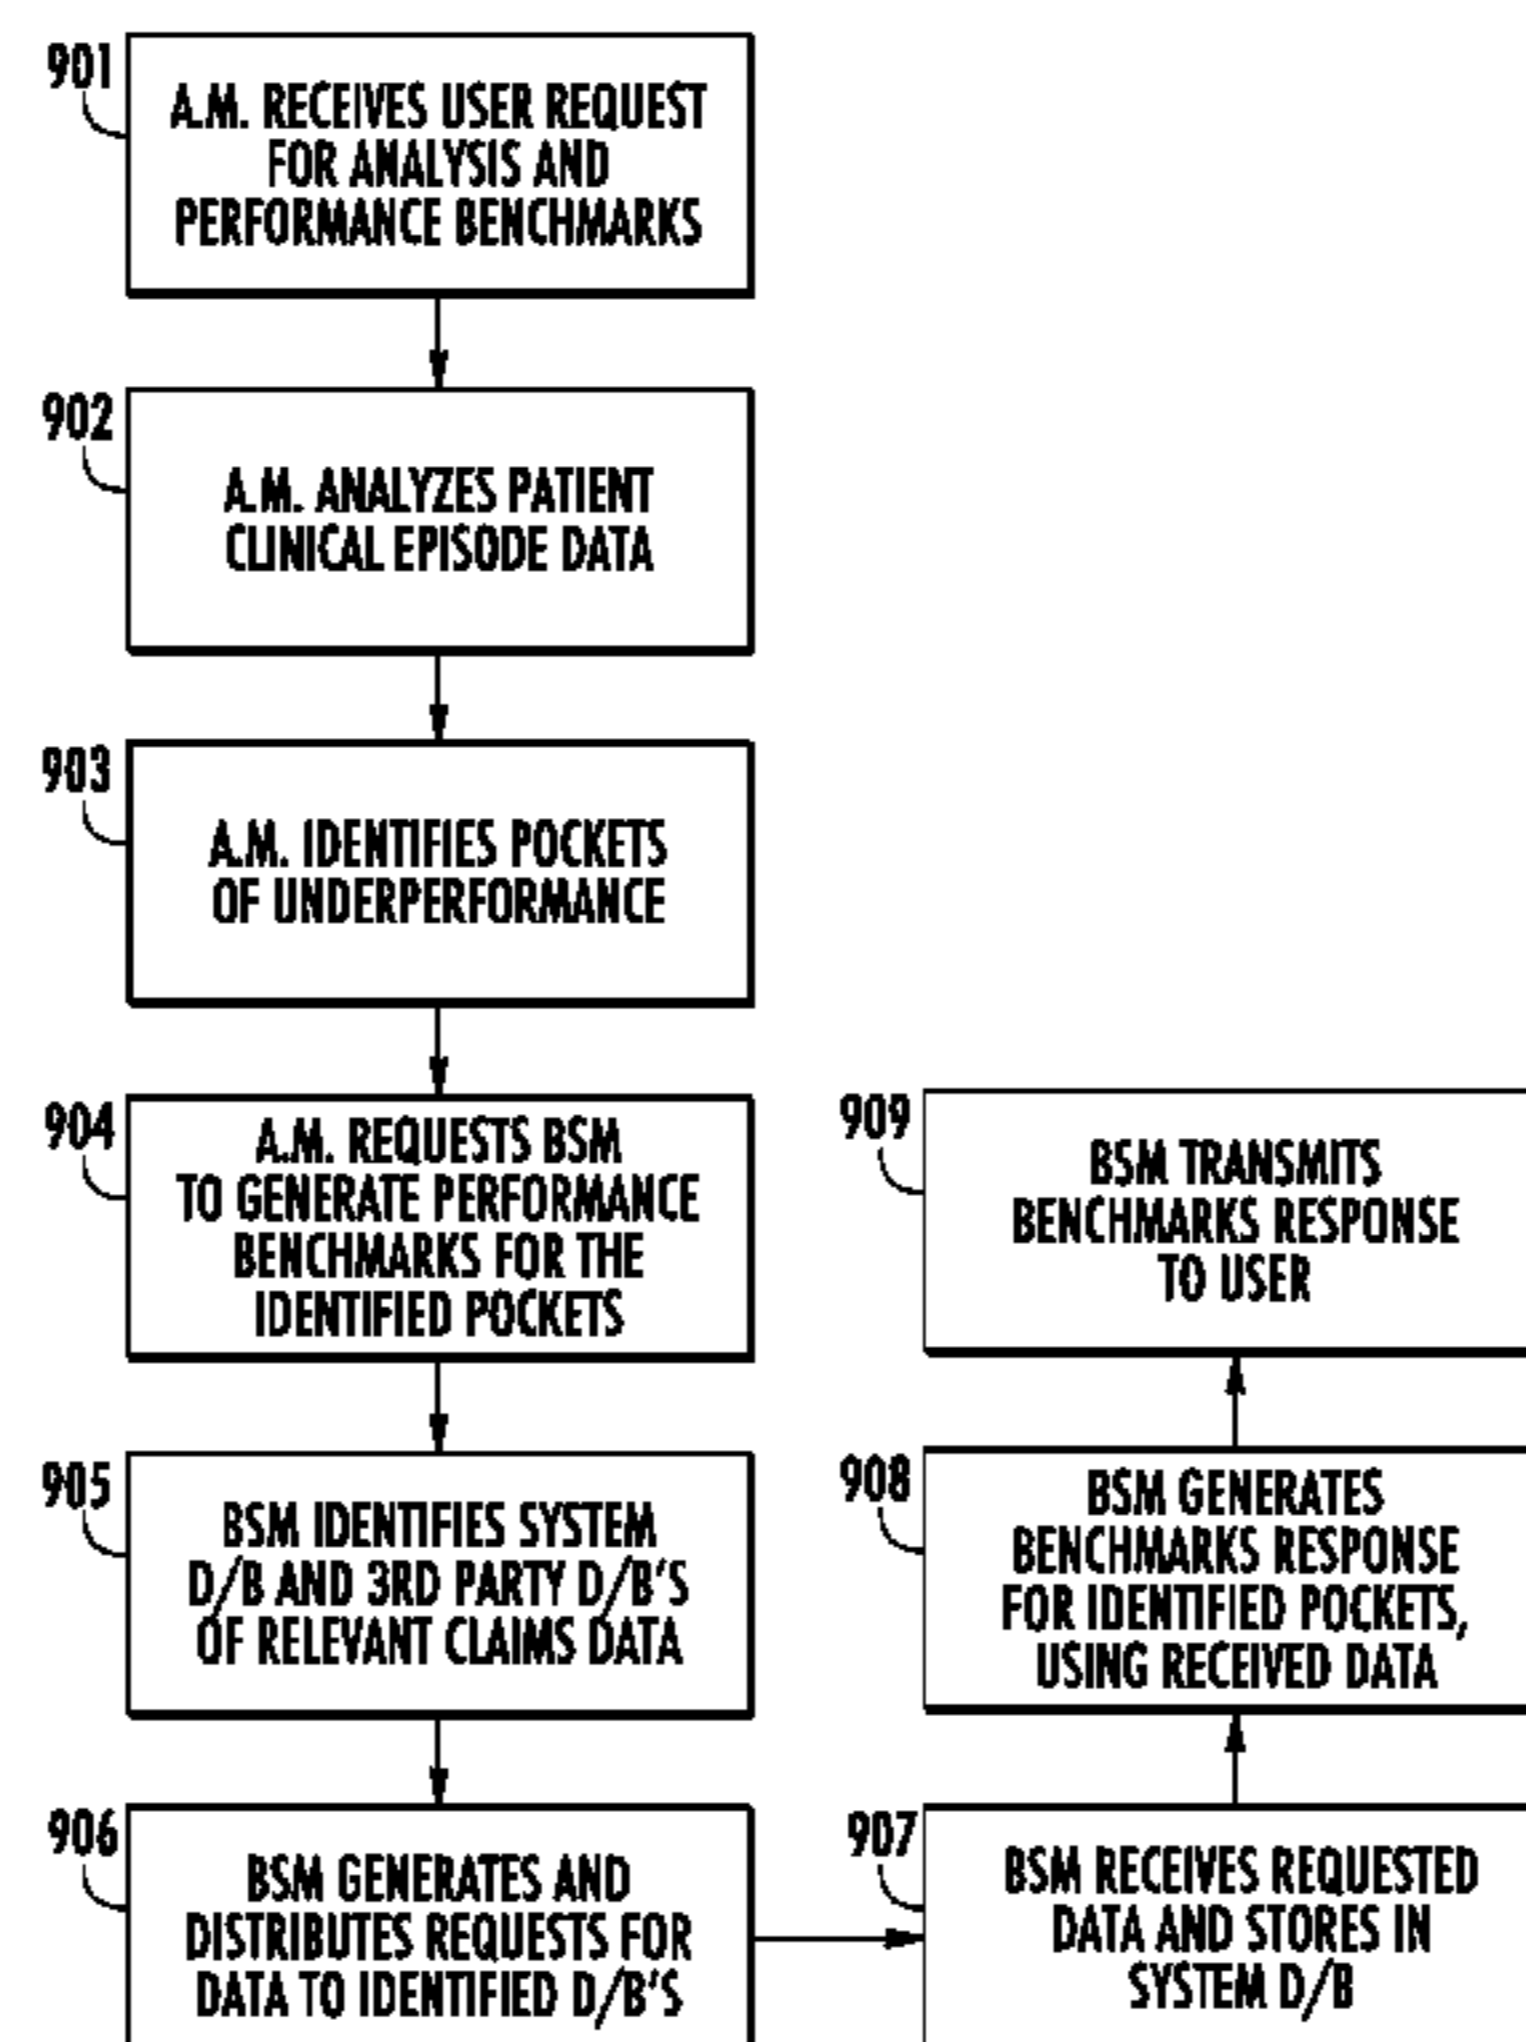 901
A.M. RECEIVES USER REQUEST
FOR ANALYSIS AND
PERFORMANCE BENCHMARKS
902
A.M. ANALYZES PATIENT
CLINICAL EPISODE DATA
903
A.M. IDENTIFIES POCKETS
OF UNDERPERFORMANCE
904
A.M. REQUESTS BSM
TO GENERATE PERFORMANCE
BENCHMARKS FOR THE
IDENTIFIED POCKETS
905
BSM IDENTIFIES SYSTEM
D/B AND 3RD PARTY D/B'S
OF RELEVANT CLAIMS DATA
906
BSM GENERATES AND
DISTRIBUTES REQUESTS FOR
DATA TO IDENTIFIED D/B'S
907
BSM RECEIVES REQUESTED
DATA AND STORES IN
SYSTEM D/B
908
BSM GENERATES
BENCHMARKS RESPONSE
FOR IDENTIFIED POCKETS,
USING RECEIVED DATA
909
BSM TRANSMITS
BENCHMARKS RESPONSE
TO USER